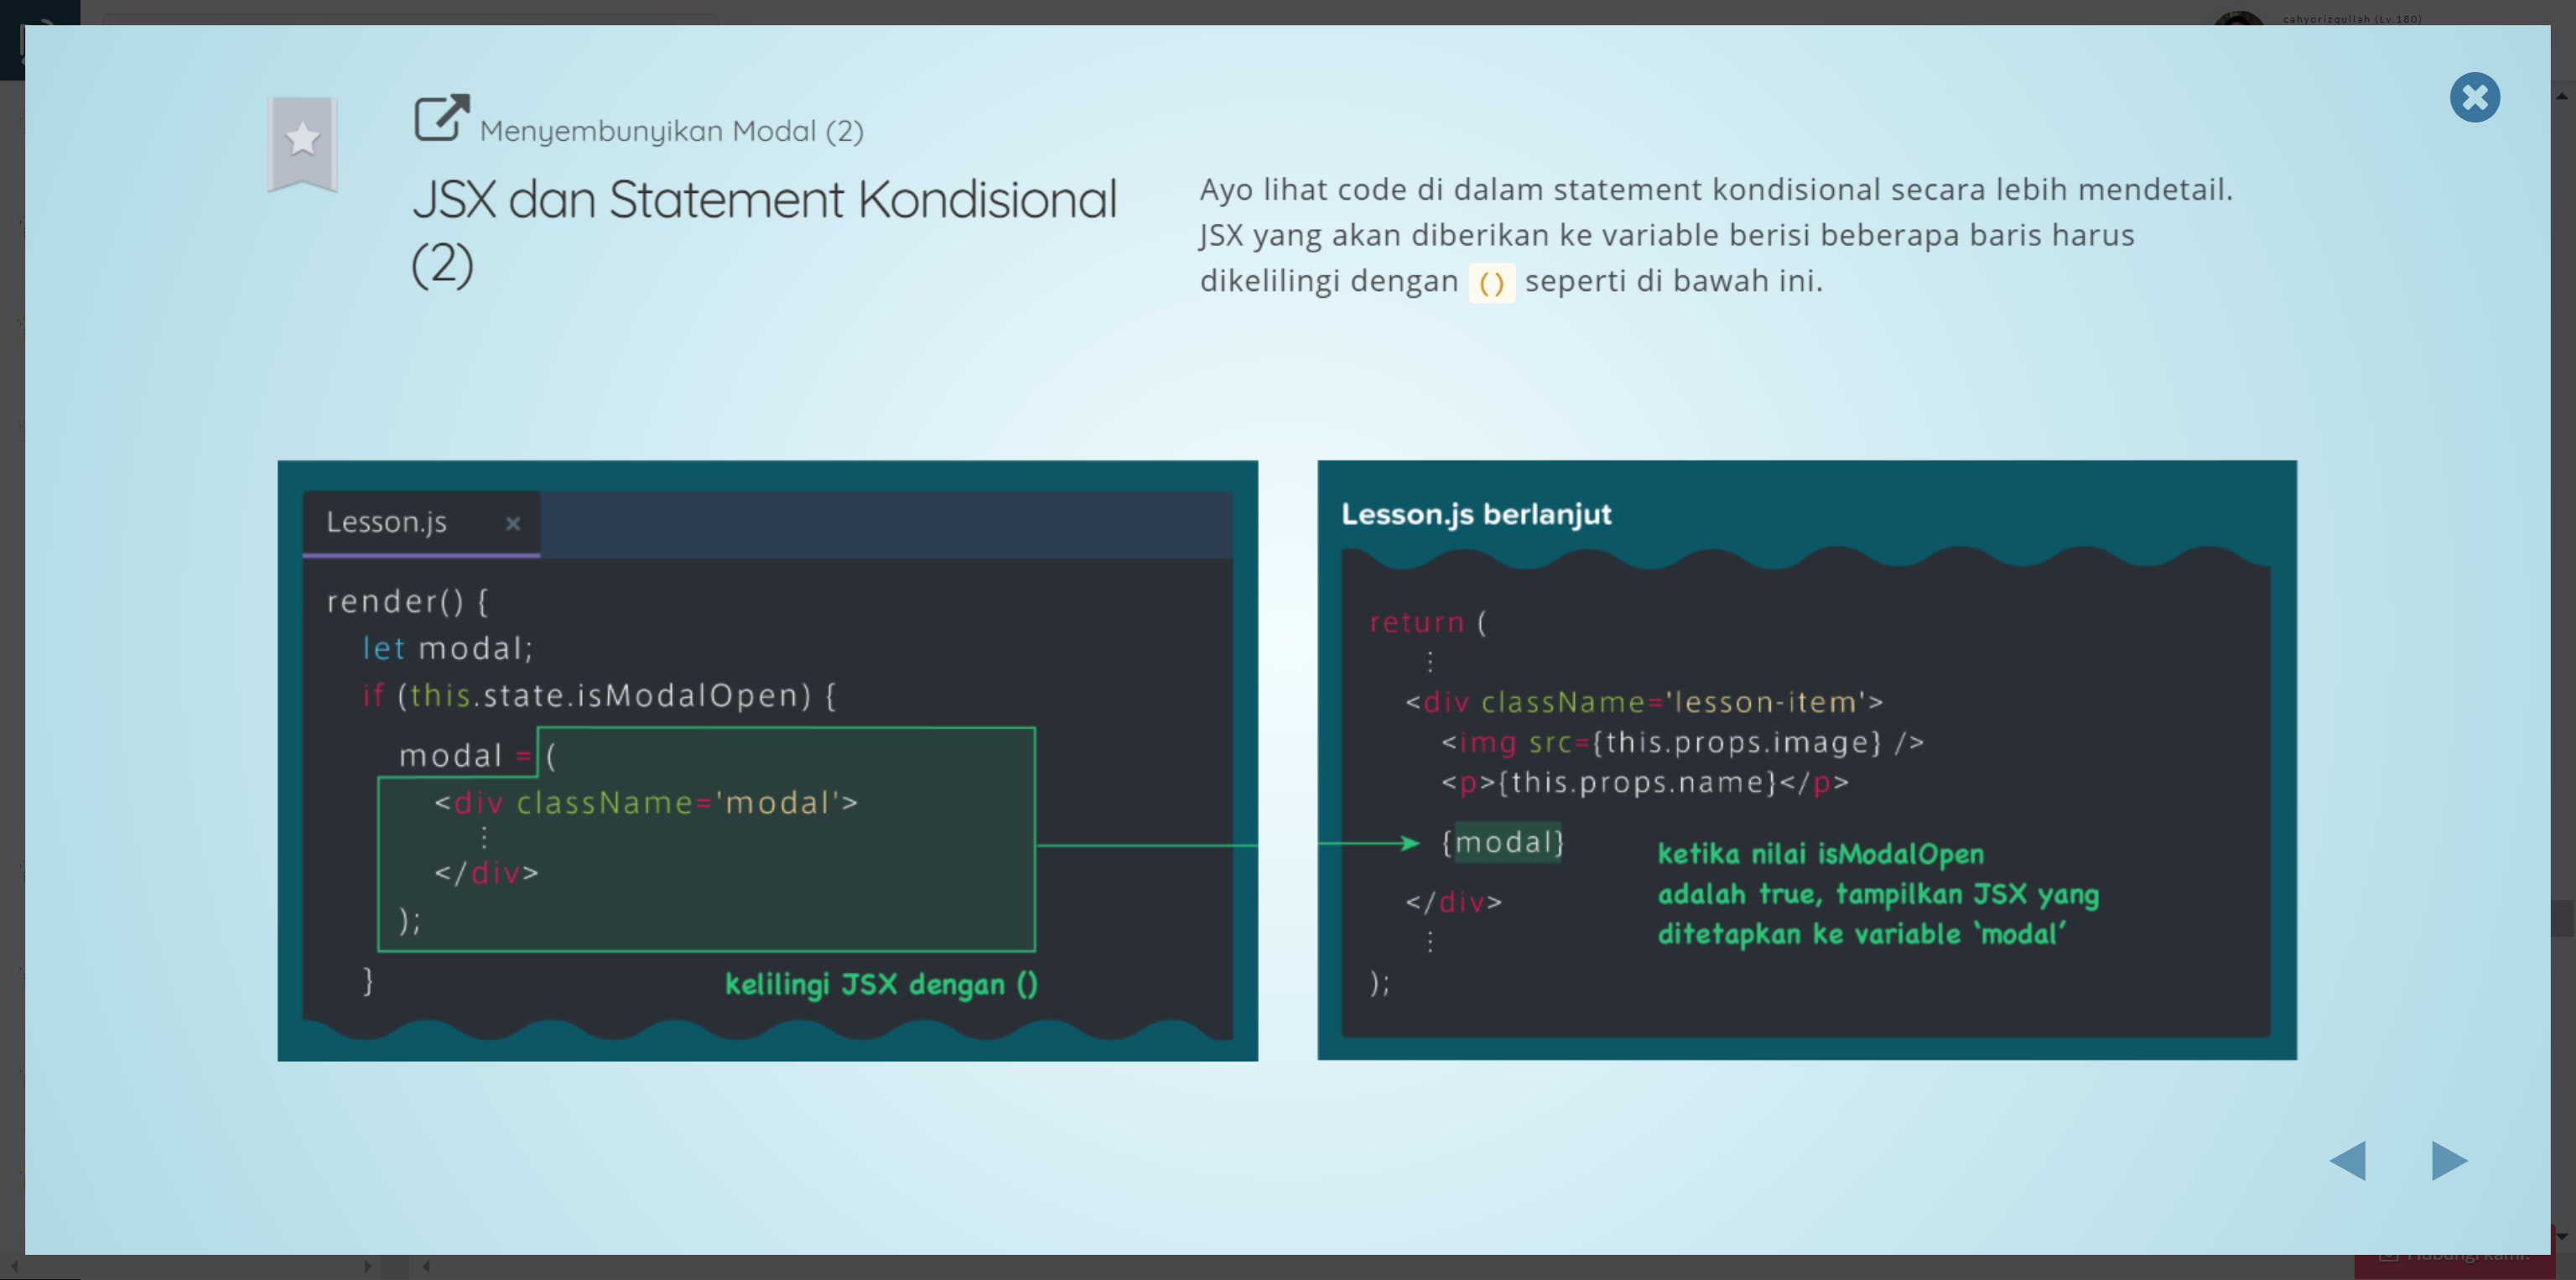 cahyorizqullah (Lv.180)
Menyembunyikan Modal (2)
JSX dan Statement Kondisional
(2)
Ayo lihat code di dalam statement kondisional secara lebih mendetail.
JSX yang akan diberikan ke variable berisi beberapa baris harus
dikelilingi dengan () seperti di bawah ini.
Lesson.js ×
render() {
let modal;
if (this.state.isModalOpen) {
modal = (
<div className='modal'>
⋮
</div>
);
}
kelilingi JSX dengan ()
Lesson.js berlanjut
return (
⋮
<div className='lesson-item'>
<img src={this.props.image} />
<p>{this.props.name}</p>
{modal}
</div>
⋮
);
ketika nilai isModalOpen
adalah true, tampilkan JSX yang
ditetapkan ke variable 'modal'
Hubungi kami.